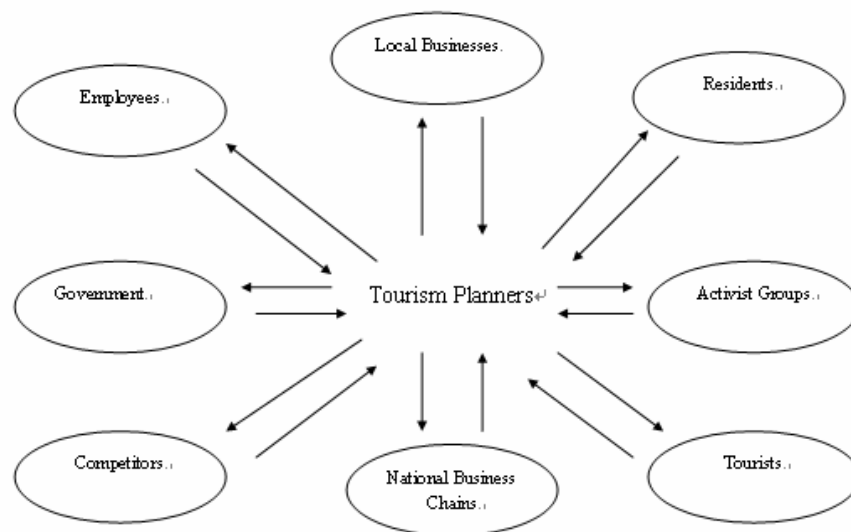 Local Businesses.
Employees.
Residents.
Government.
Tourism Planners↵
Activist Groups.
Competitors.
National Business
Chains.
Tourists.